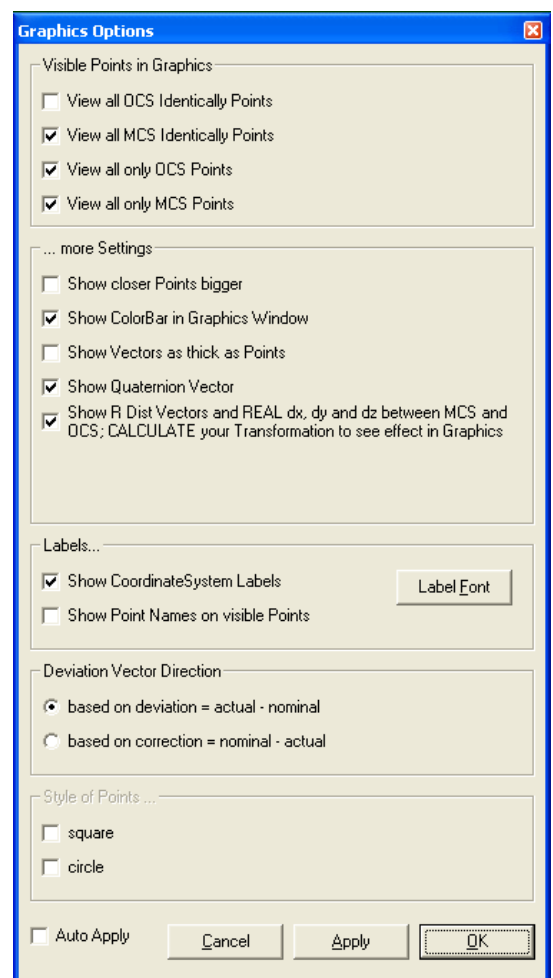 Graphics Options
Visible Points in Graphics
View all OCS Identically Points
View all MCS Identically Points
View all only OCS Points
View all only MCS Points
... more Settings
Show closer Points bigger
Show ColorBar in Graphics Window
Show Vectors as thick as Points
Show Quaternion Vector
Show R Dist Vectors and REAL dx, dy and dz between MCS and
OCS; CALCULATE your Transformation to see effect in Graphics
Labels...
Show CoordinateSystem Labels
Label Font
Show Point Names on visible Points
Deviation Vector Direction
based on deviation = actual - nominal
based on correction = nominal - actual
Style of Points ...
square
circle
Auto Apply
Cancel
Apply
OK